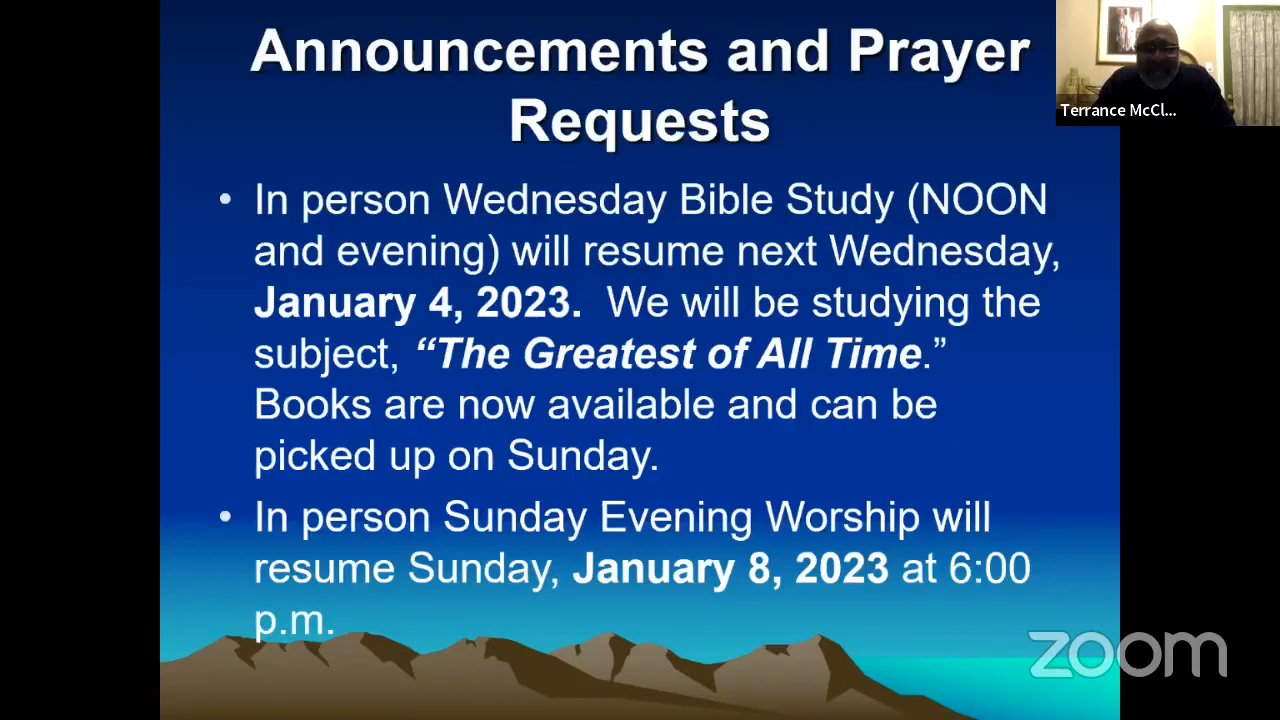 Announcements and Prayer
Requests
• In person Wednesday Bible Study (NOON
and evening) will resume next Wednesday,
January 4, 2023. We will be studying the
subject, “The Greatest of All Time.”
Books are now available and can be
picked up on Sunday.
• In person Sunday Evening Worship will
resume Sunday, January 8, 2023 at 6:00
p.m.
Terrance McCl...
zoom